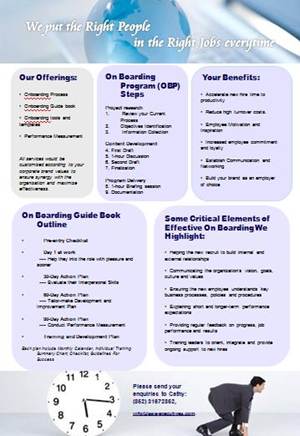 We put the Right People
in the Right Jobs everytime
Our Offerings:
• Onboarding Process
• Onboarding Guide book
• Onboarding tools and
templates
• Performance Measurement
All services would be
customized according to your
corporate brand values to
ensure synergy with the
organization and maximize
effectiveness.
On Boarding
Program (OBP)
Steps
Project research
1. Review your Current
Process
2. Objectives Identification
3. Information Collection
Content Development
4. First Draft
5. 1-hour Discussion
6. Second Draft
7. Finalization
Program Delivery
8. 1-hour Briefing session
9. Documentation
Your Benefits:
• Accelerate new hire time to
productivity
• Reduce high turnover costs.
• Employee Motivation and
Inspiration
• Increased employee commitment
and loyalty
• Establish Communication and
Networking
• Build your brand as an employer
of choice
On Boarding Guide Book
Outline
• Pre-entry Checklist
• Day 1 at work
---- Help they into the role with pleasure and
sooner
• 30-Day Action Plan
---- Evaluate their Interpersonal Skills
• 60-Day Action Plan
---- Tailor-make Development and
Improvement Plan
• 90-Day Action Plan
---- Conduct Performance Measurement
• Training and Development Plan
Each plan include Monthly Calendar, Individual Training
Summary Chart, Checklist, Guidelines For
Success
Some Critical Elements of
Effective On Boarding We
Highlight:
• Helping the new recruit to build internal and
external relationships
• Communicating the organization's vision, goals,
culture and values
• Ensuring the new employee understands key
business processes, policies and procedures
• Explaining short and longer-term performance
expectations
• Providing regular feedback on progress, job
performance and results
• Training leaders to orient, integrate and provide
ongoing support to new hires
Please send your
enquiries to Cathy:
(852) 31672862,